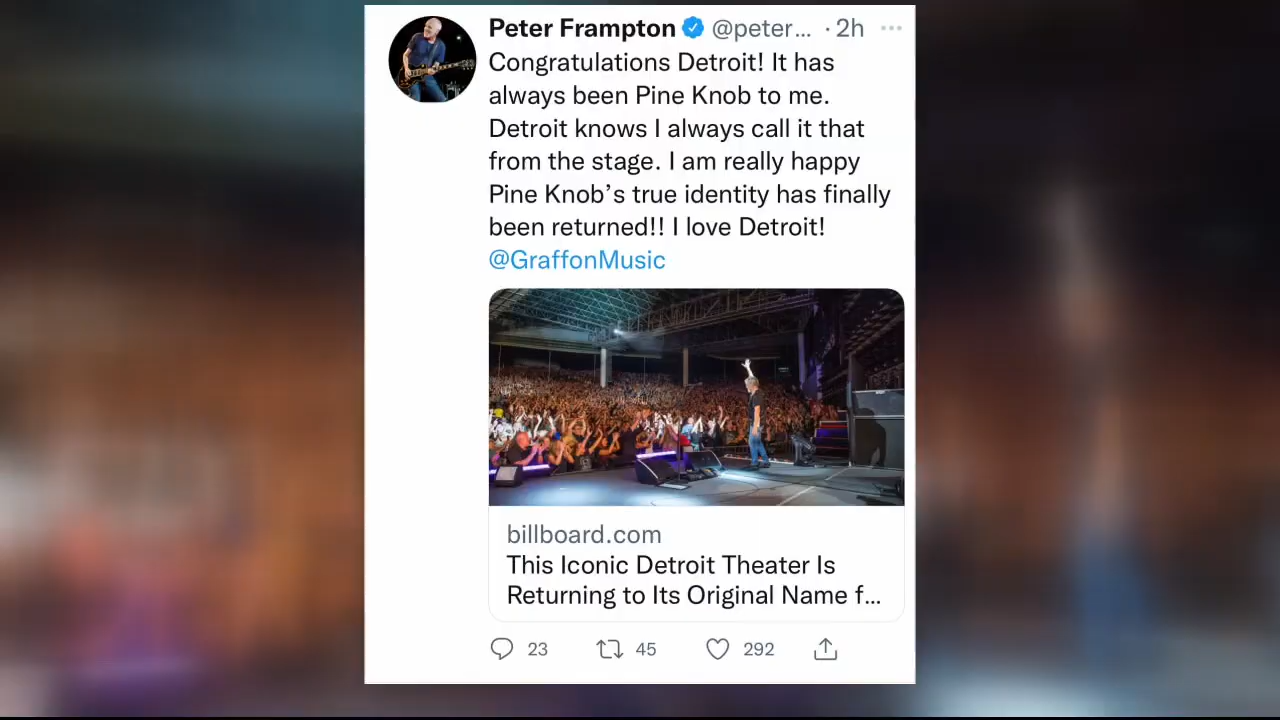 Peter Frampton @peter... · 2h ...
Congratulations Detroit! It has
always been Pine Knob to me.
Detroit knows I always call it that
from the stage. I am really happy
Pine Knob’s true identity has finally
been returned!! I love Detroit!
@GraffonMusic
billboard.com
This Iconic Detroit Theater Is
Returning to Its Original Name f...
23 45 292